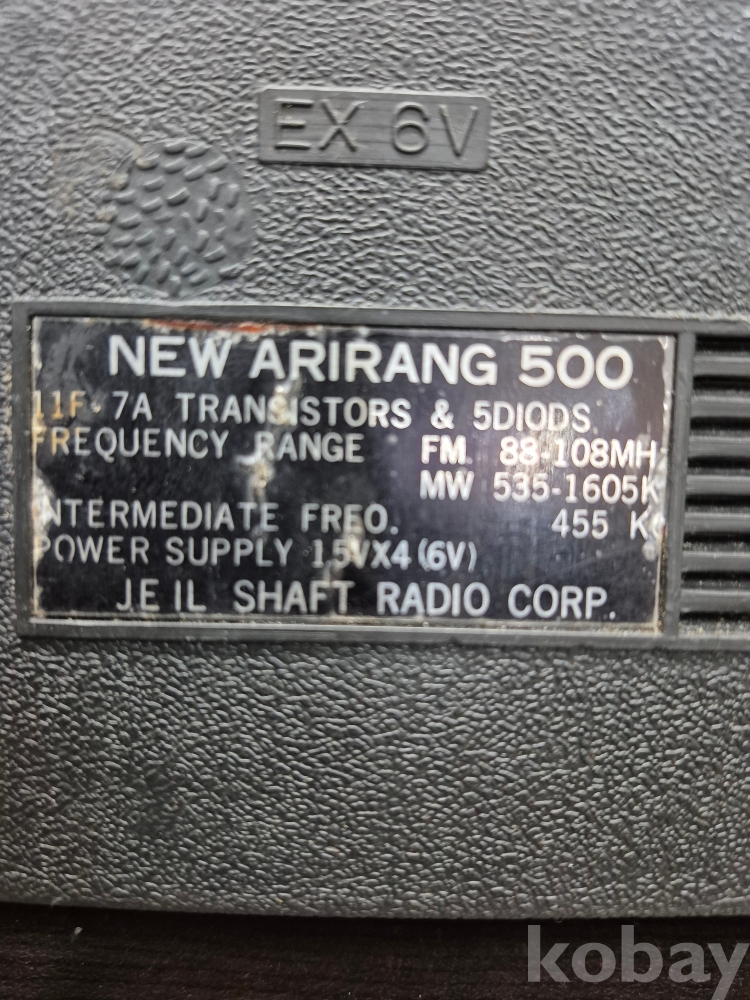 EX 6V
NEW ARIRANG 500
11F-7A TRANSISTORS & 5DIODS
FREQUENCY RANGE FM. 88-108MH
MW 535-1605K
INTERMEDIATE FREQ. 455 K
POWER SUPPLY 1.5VX4 (6V)
JEIL SHAFT RADIO CORP.
kobay